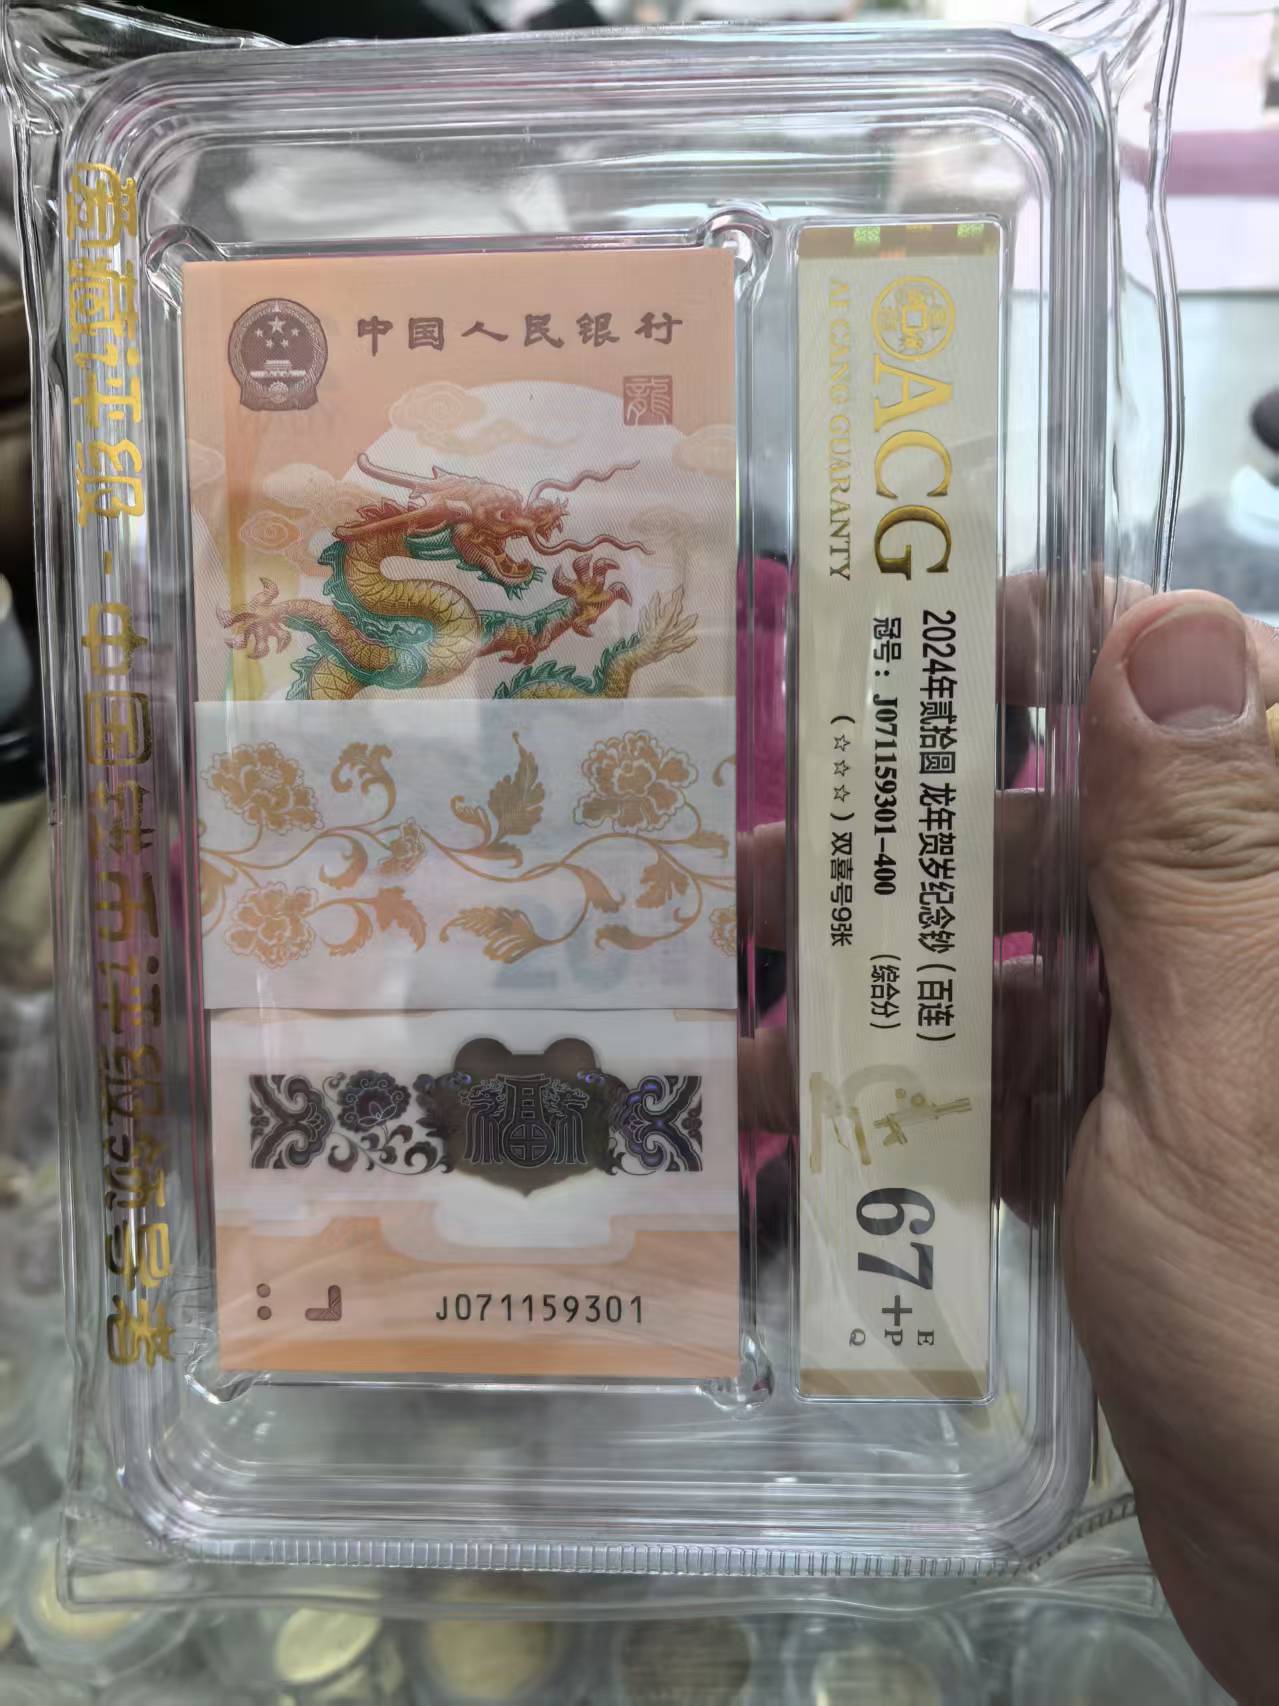 爱藏评级-中国钱币评级领导者
中国人民银行
龍
福
J071159301
ACG
AI CANG GUARANTY
2024年贰拾圆 龙年贺岁纪念钞（百连）
冠号：J071159301-400 （综合分）
（☆☆☆）双喜号9张
67+
E
P
Q